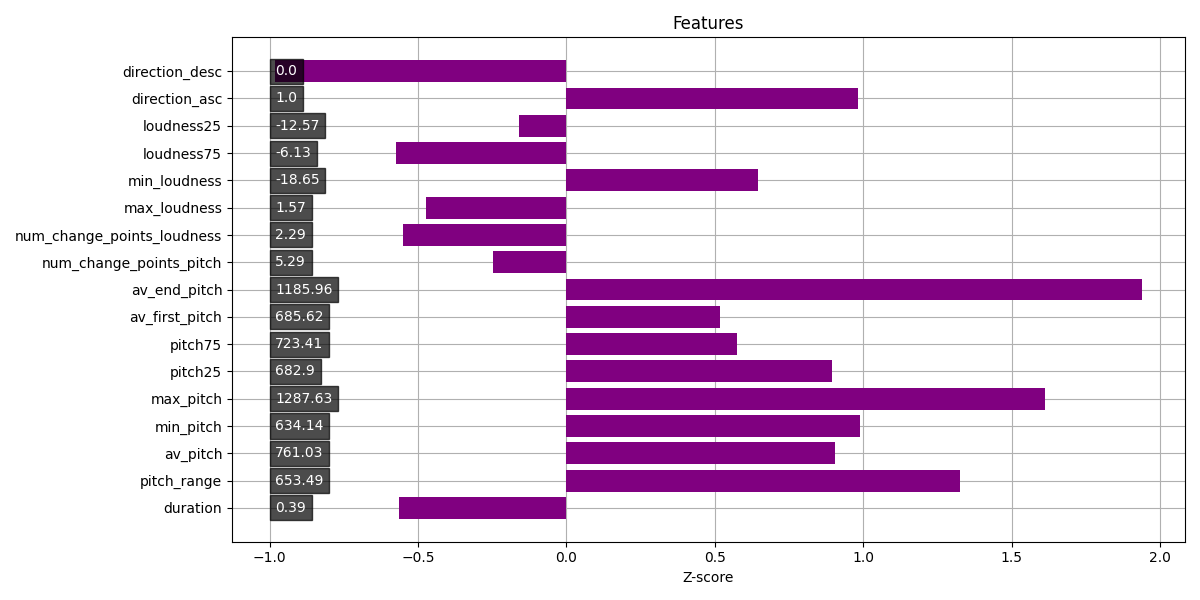 Features
direction_desc 0.0
direction_asc 1.0
loudness25 -12.57
loudness75 -6.13
min_loudness -18.65
max_loudness 1.57
num_change_points_loudness 2.29
num_change_points_pitch 5.29
av_end_pitch 1185.96
av_first_pitch 685.62
pitch75 723.41
pitch25 682.9
max_pitch 1287.63
min_pitch 634.14
av_pitch 761.03
pitch_range 653.49
duration 0.39
−1.0 −0.5 0.0 0.5 1.0 1.5 2.0
Z-score